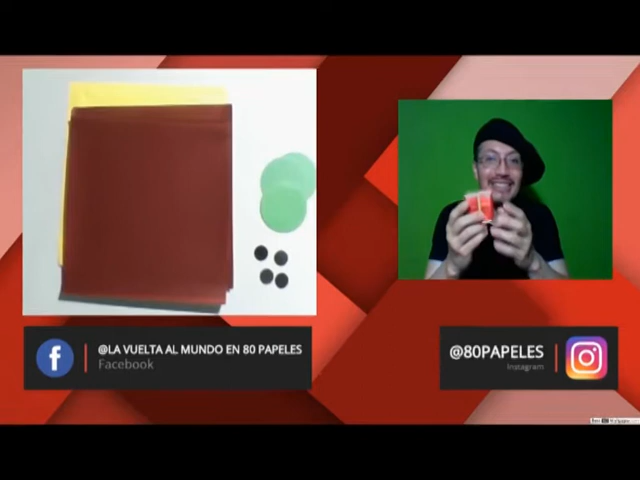 @LA VUELTA AL MUNDO EN 80 PAPELES
Facebook
@80PAPELES
Instagram